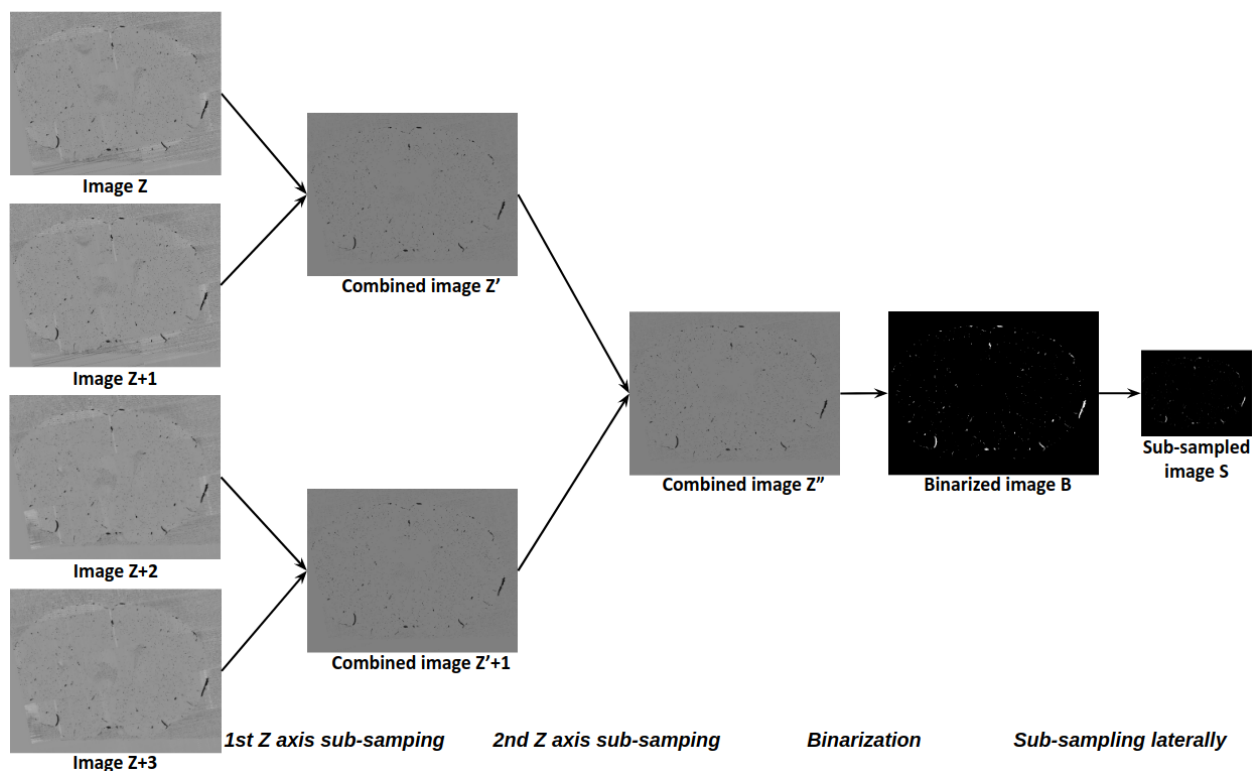 Image Z
Image Z+1
Image Z+2
Image Z+3
Combined image Z'
Combined image Z'+1
Combined image Z''
Binarized image B
Sub-sampled
image S
1st Z axis sub-samping
2nd Z axis sub-samping
Binarization
Sub-sampling laterally